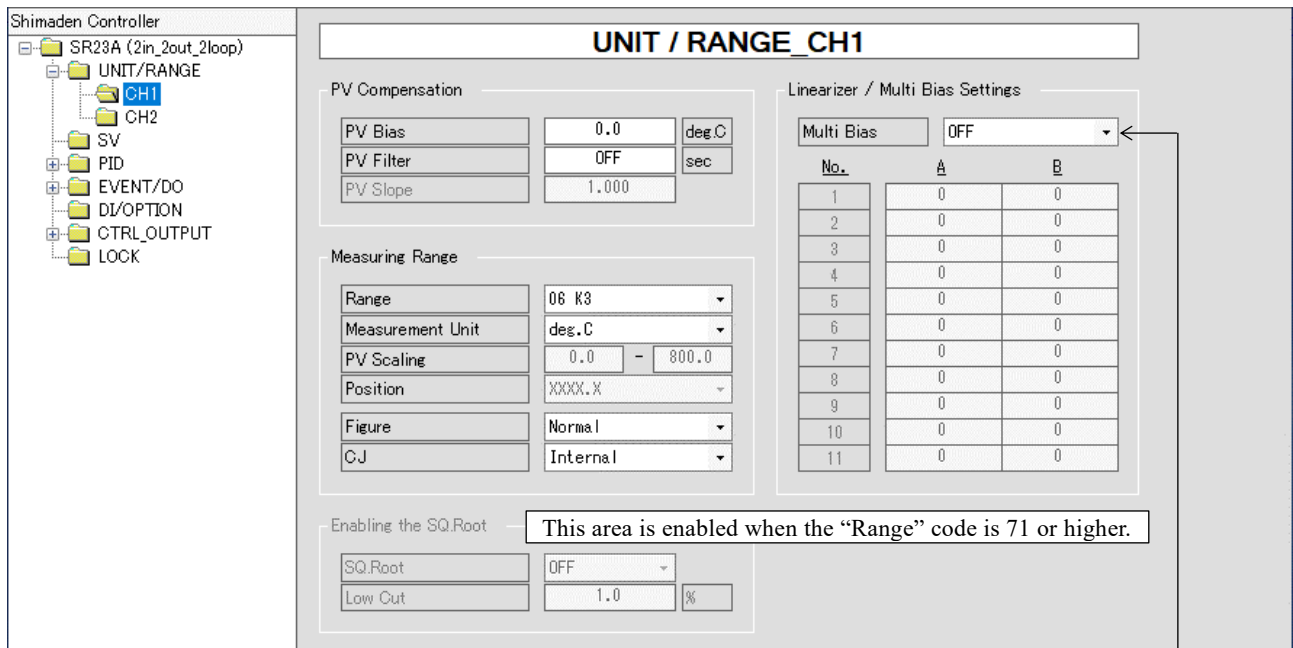 Shimaden Controller
SR23A (2in_2out_2loop)
UNIT/RANGE
CH1
CH2
SV
PID
EVENT/DO
DI/OPTION
CTRL_OUTPUT
LOCK
UNIT / RANGE_CH1
PV Compensation
PV Bias 0.0 deg.C
PV Filter OFF sec
PV Slope 1.000
Measuring Range
Range 06 K3
Measurement Unit deg.C
PV Scaling 0.0 - 800.0
Position XXXX.X
Figure Normal
CJ Internal
Linearizer / Multi Bias Settings
Multi Bias OFF
No. A B
1 0 0
2 0 0
3 0 0
4 0 0
5 0 0
6 0 0
7 0 0
8 0 0
9 0 0
10 0 0
11 0 0
Enabling the SQ.Root
This area is enabled when the “Range” code is 71 or higher.
SQ.Root OFF
Low Cut 1.0 %